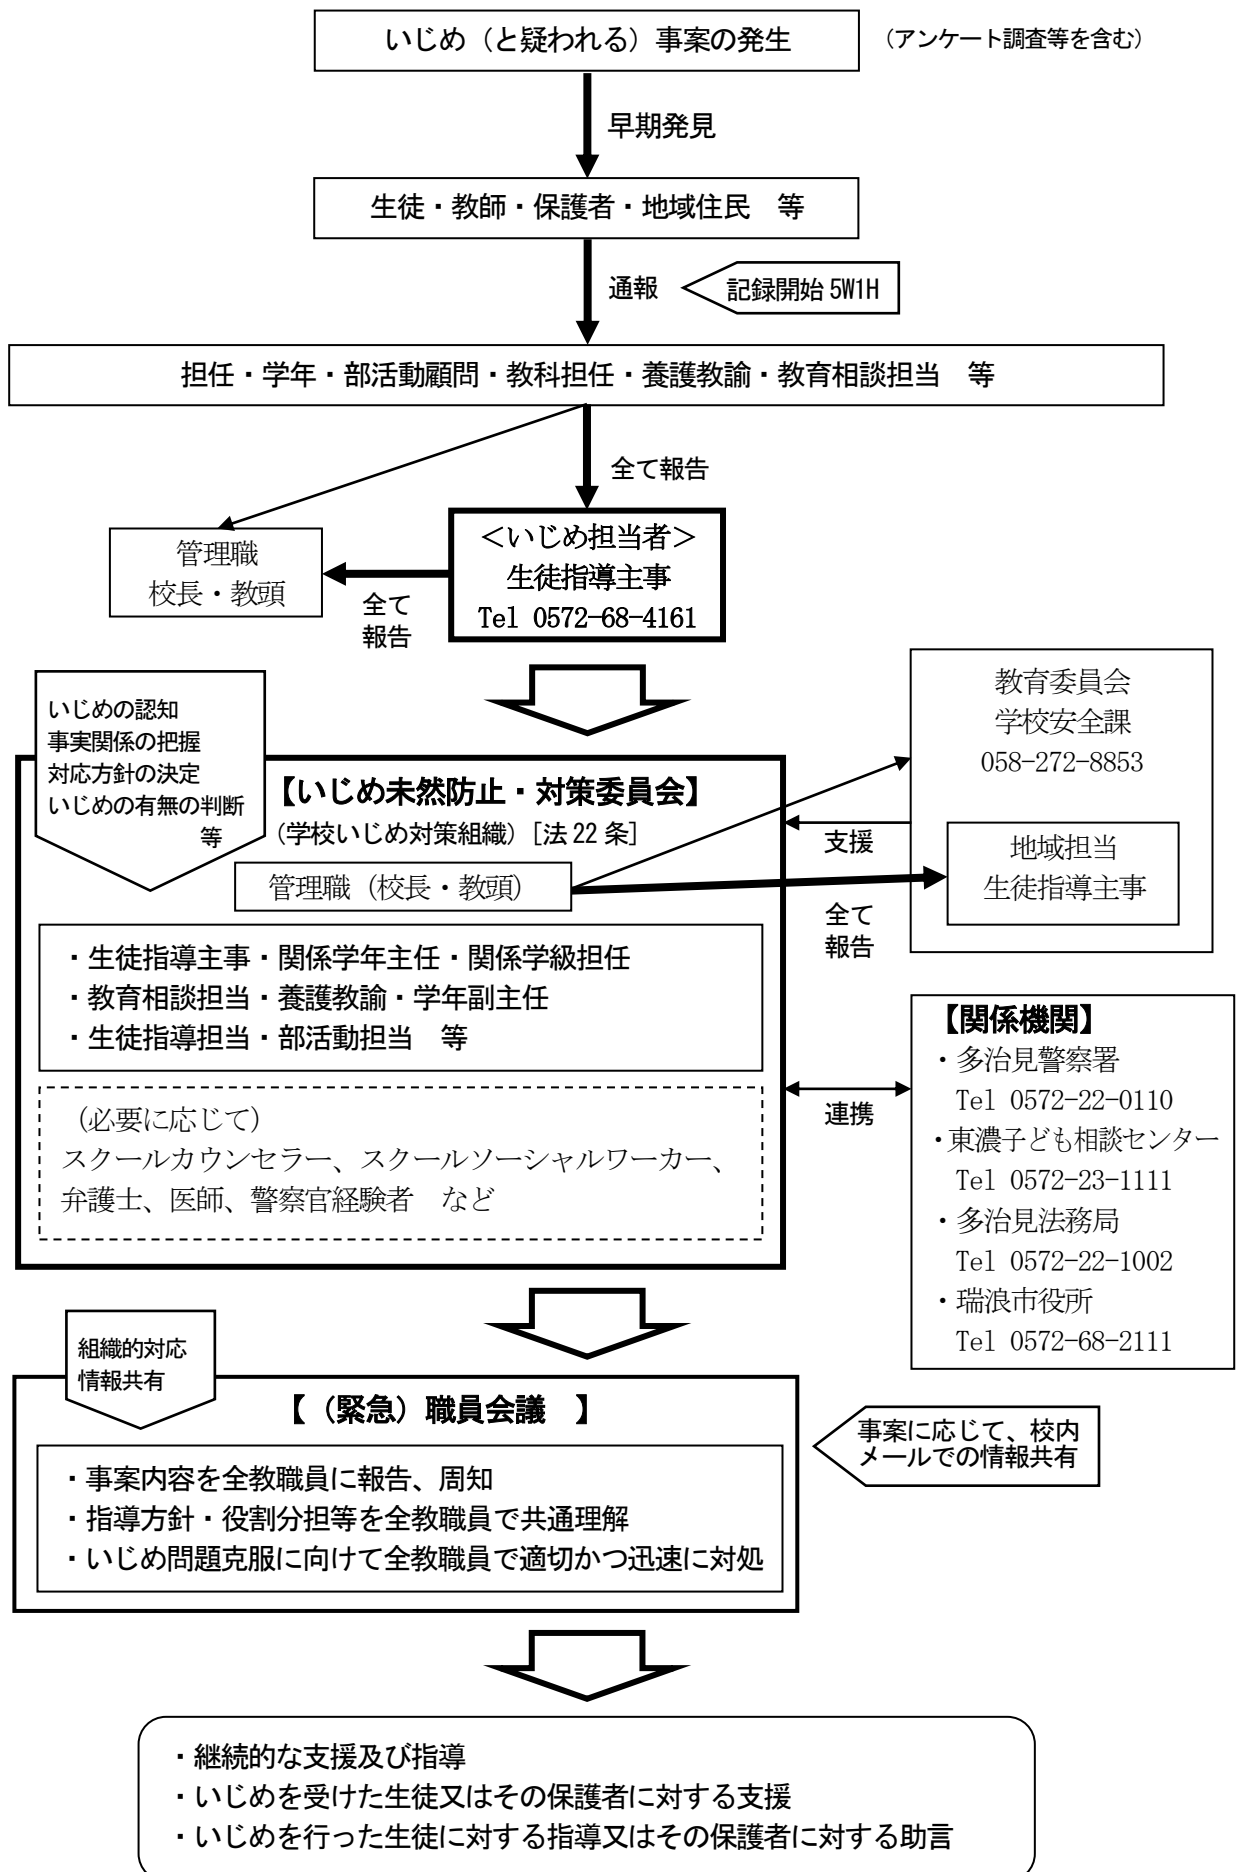 いじめ（と疑われる）事案の発生
（アンケート調査等を含む）
早期発見
生徒・教師・保護者・地域住民　等
通報
記録開始 5W1H
担任・学年・部活動顧問・教科担任・養護教諭・教育相談担当　等
全て報告
＜いじめ担当者＞
生徒指導主事
Tel 0572-68-4161
管理職
校長・教頭
全て
報告
いじめの認知
事実関係の把握
対応方針の決定
いじめの有無の判断
等
【いじめ未然防止・対策委員会】
（学校いじめ対策組織）［法 22 条］
管理職（校長・教頭）
・生徒指導主事・関係学年主任・関係学級担任
・教育相談担当・養護教諭・学年副主任
・生徒指導担当・部活動担当　等
（必要に応じて）
スクールカウンセラー、スクールソーシャルワーカー、
弁護士、医師、警察官経験者　など
教育委員会
学校安全課
058-272-8853
支援
地域担当
生徒指導主事
全て
報告
連携
【関係機関】
・多治見警察署
Tel 0572-22-0110
・東濃子ども相談センター
Tel 0572-23-1111
・多治見法務局
Tel 0572-22-1002
・瑞浪市役所
Tel 0572-68-2111
組織的対応
情報共有
【（緊急）職員会議　】
・事案内容を全教職員に報告、周知
・指導方針・役割分担等を全教職員で共通理解
・いじめ問題克服に向けて全教職員で適切かつ迅速に対処
事案に応じて、校内
メールでの情報共有
・継続的な支援及び指導
・いじめを受けた生徒又はその保護者に対する支援
・いじめを行った生徒に対する指導又はその保護者に対する助言